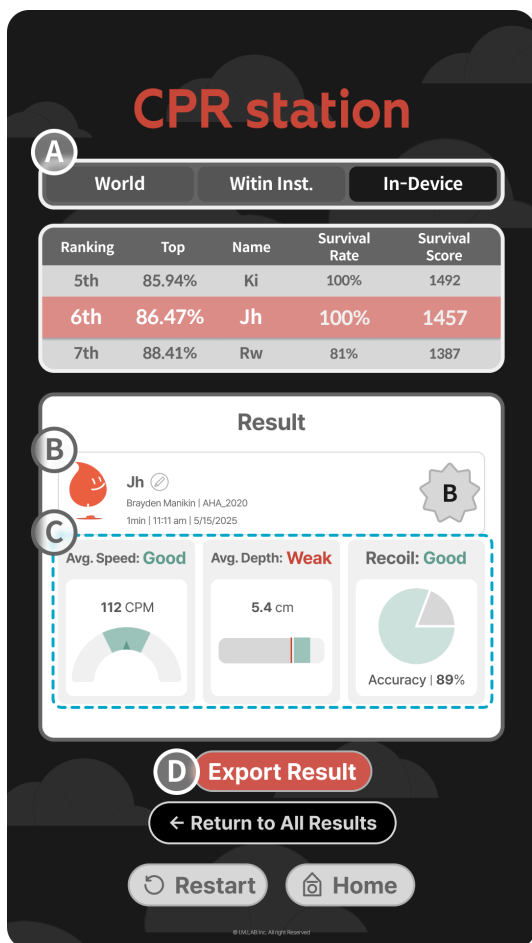 CPR station
A
World Witin Inst. In-Device
Ranking Top Name Survival Rate Survival Score
5th 85.94% Ki 100% 1492
6th 86.47% Jh 100% 1457
7th 88.41% Rw 81% 1387
Result
B
Jh
Brayden Manikin | AHA_2020
1min | 11:11 am | 5/15/2025
B
C
Avg. Speed: Good
112 CPM
Avg. Depth: Weak
5.4 cm
Recoil: Good
Accuracy | 89%
D
Export Result
← Return to All Results
Restart
Home
© I.M.LAB Inc. All right Reserved